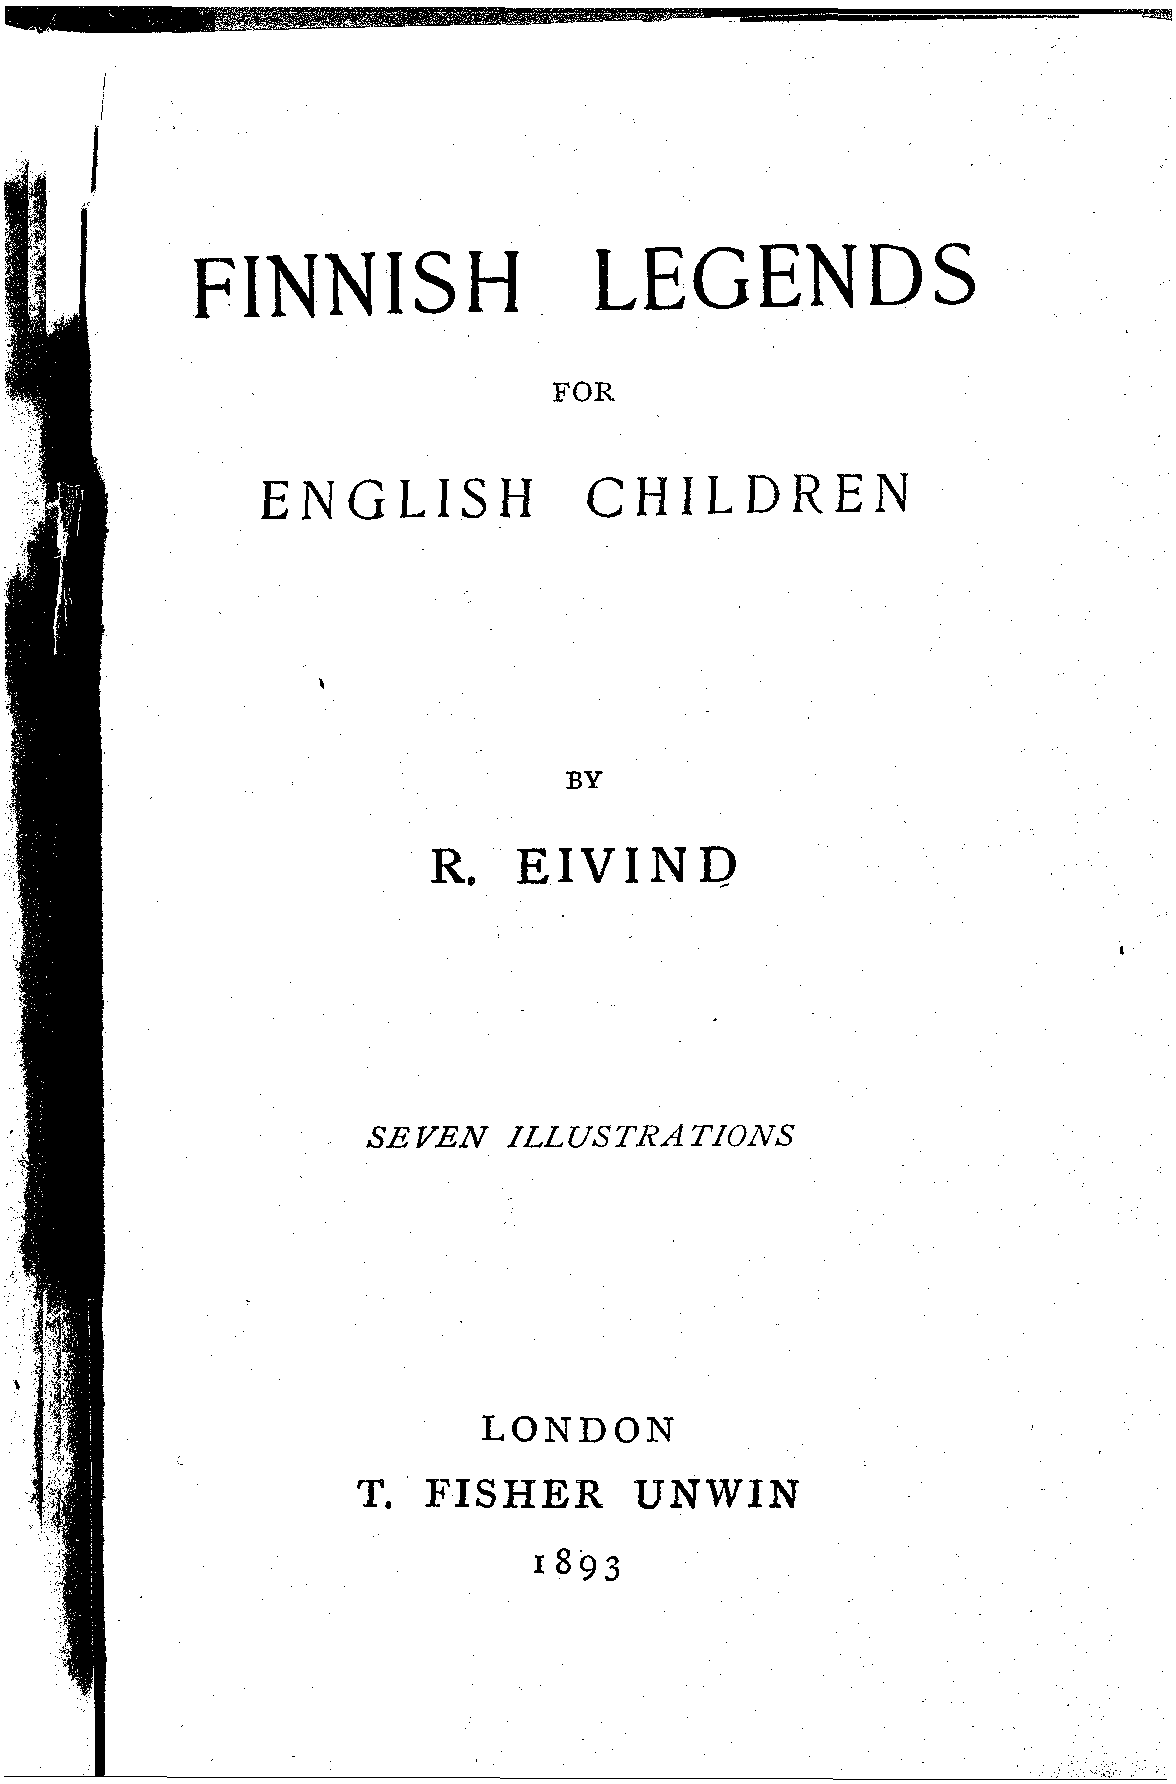 FINNISH LEGENDS
FOR
ENGLISH CHILDREN
BY
R. EIVIND
SEVEN ILLUSTRATIONS
LONDON
T. FISHER UNWIN
1893